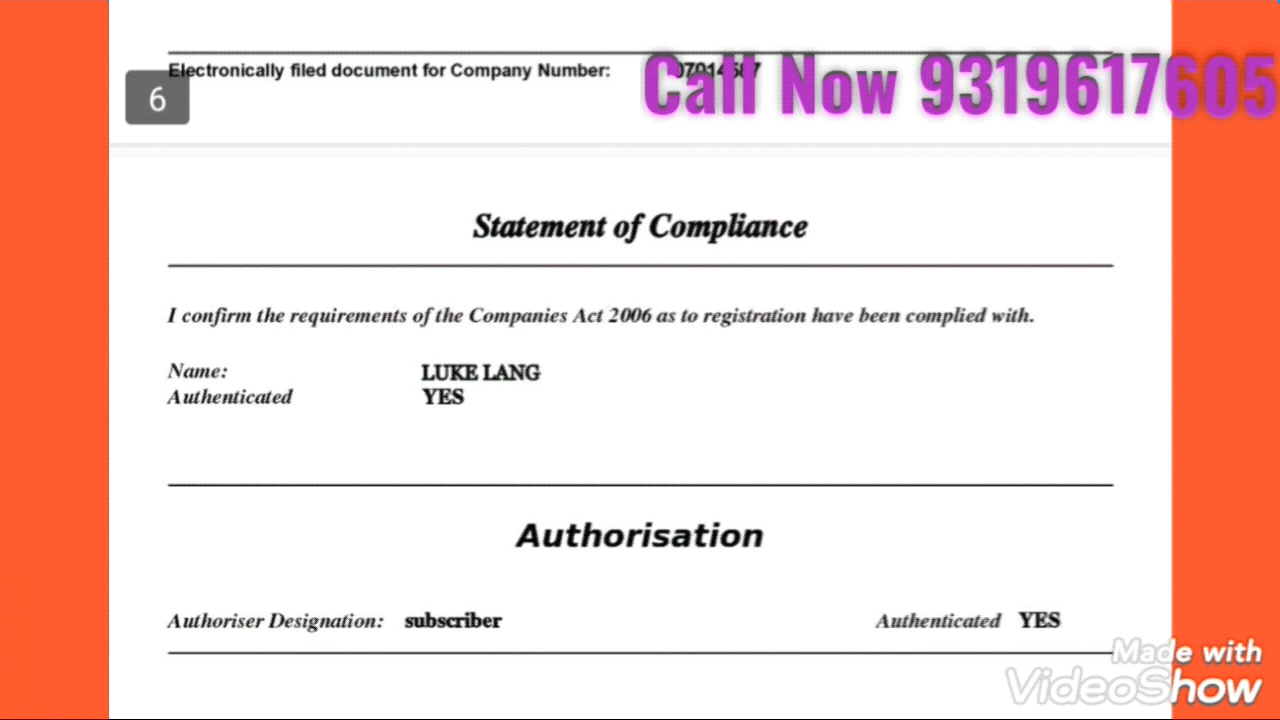 Electronically filed document for Company Number:
Call Now 9319617605
6
Statement of Compliance
I confirm the requirements of the Companies Act 2006 as to registration have been complied with.
Name: LUKE LANG
Authenticated YES
Authorisation
Authoriser Designation: subscriber Authenticated YES
Made with
VideoShow